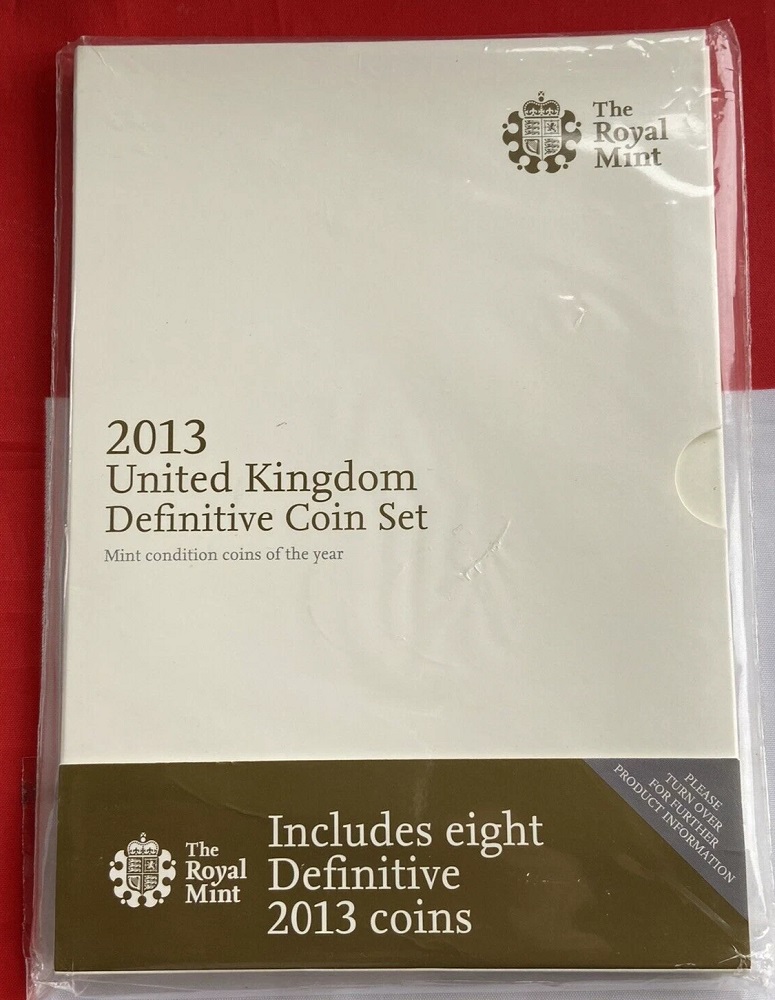 The
Royal
Mint
2013
United Kingdom
Definitive Coin Set
Mint condition coins of the year
PLEASE
TURN OVER
FOR FURTHER
PRODUCT INFORMATION
The
Royal
Mint
Includes eight
Definitive
2013 coins